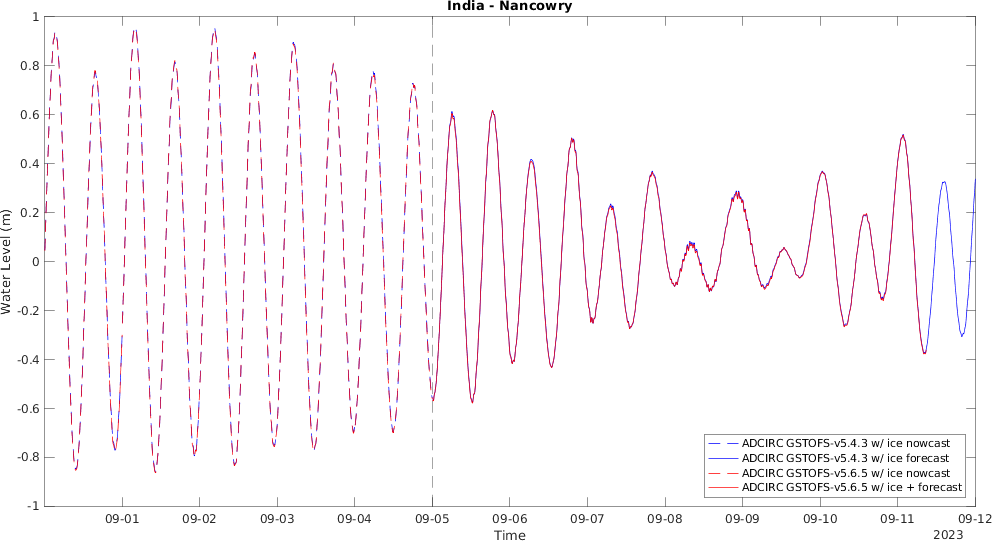 India - Nancowry
1
0.8
0.6
0.4
0.2
0
-0.2
-0.4
-0.6
-0.8
-1
Water Level (m)
09-01 09-02 09-03 09-04 09-05 09-06 09-07 09-08 09-09 09-10 09-11 09-12
Time
2023
ADCIRC GSTOFS-v5.4.3 w/ ice nowcast
ADCIRC GSTOFS-v5.4.3 w/ ice forecast
ADCIRC GSTOFS-v5.6.5 w/ ice nowcast
ADCIRC GSTOFS-v5.6.5 w/ ice + forecast